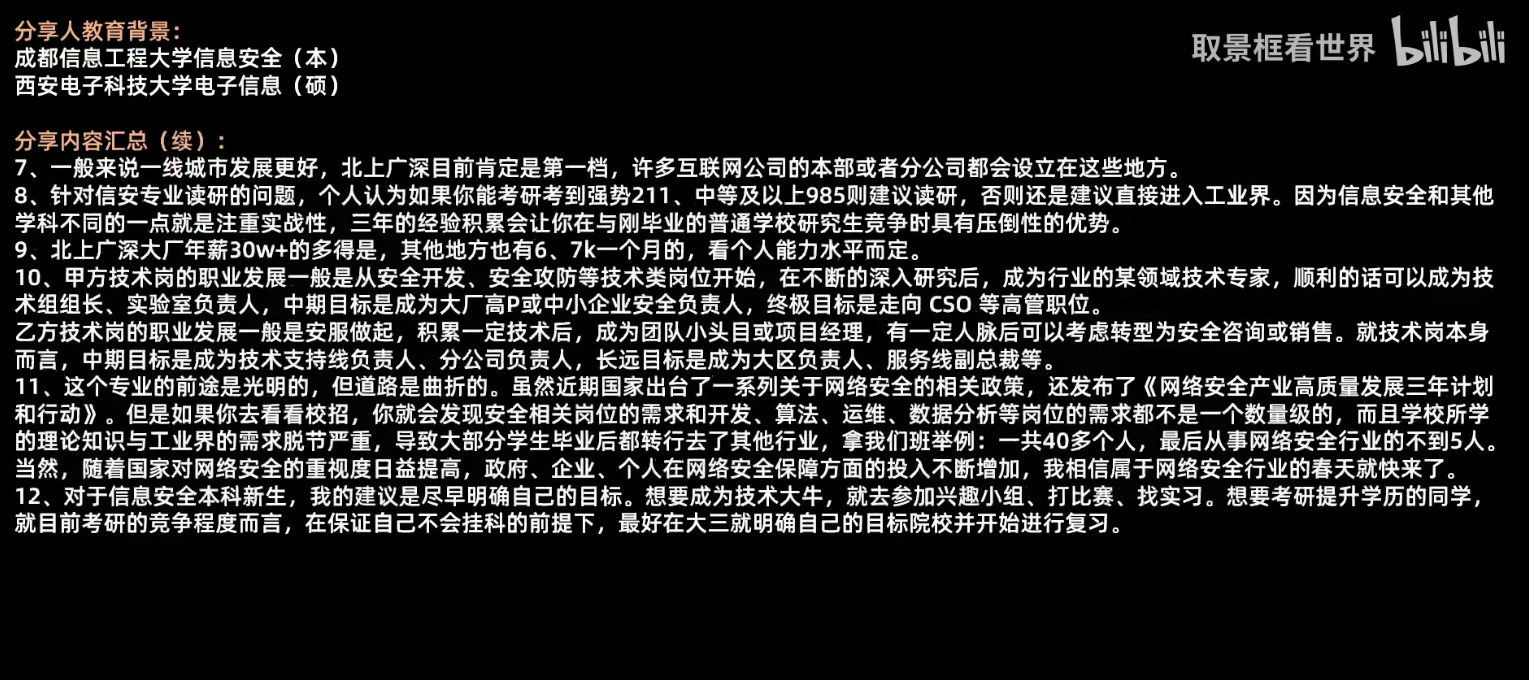 分享人教育背景：
取景框看世界 bilibili
成都信息工程大学信息安全（本）
西安电子科技大学电子信息（硕）
分享内容汇总（续）：
7、一般来说一线城市发展更好，北上广深目前肯定是第一档，许多互联网公司的本部或者分公司都会设立在这些地方。
8、针对信安专业读研的问题，个人认为如果你能考研考到强势211、中等及以上985则建议读研，否则还是建议直接进入工业界。因为信息安全和其他
学科不同的一点就是注重实战性，三年的经验积累会让你在与刚毕业的普通学校研究生竞争时具有压倒性的优势。
9、北上广深大厂年薪30w+的多得是，其他地方也有6、7k一个月的，看个人能力水平而定。
10、甲方技术岗的职业发展一般是从安全开发、安全攻防等技术类岗位开始，在不断的深入研究后，成为行业的某领域技术专家，顺利的话可以成为技
术组组长、实验室负责人，中期目标是成为大厂高P或中小企业安全负责人，终极目标是走向 CSO 等高管职位。
乙方技术岗的职业发展一般是安服做起，积累一定技术后，成为团队小头目或项目经理，有一定人脉后可以考虑转型为安全咨询或销售。就技术岗本身
而言，中期目标是成为技术支持线负责人、分公司负责人，长远目标是成为大区负责人、服务线副总裁等。
11、这个专业的前途是光明的，但道路是曲折的。虽然近期国家出台了一系列关于网络安全的相关政策，还发布了《网络安全产业高质量发展三年计划
和行动》。但是如果你去看看校招，你就会发现安全相关岗位的需求和开发、算法、运维、数据分析等岗位的需求都不是一个数量级的，而且学校所学
的理论知识与工业界的需求脱节严重，导致大部分学生毕业后都转行去了其他行业，拿我们班举例：一共40多个人，最后从事网络安全行业的不到5人。
当然，随着国家对网络安全的重视度日益提高，政府、企业、个人在网络安全保障方面的投入不断增加，我相信属于网络安全行业的春天就快来了。
12、对于信息安全本科新生，我的建议是尽早明确自己的目标。想要成为技术大牛，就去参加兴趣小组、打比赛、找实习。想要考研提升学历的同学，
就目前考研的竞争程度而言，在保证自己不会挂科的前提下，最好在大三就明确自己的目标院校并开始进行复习。